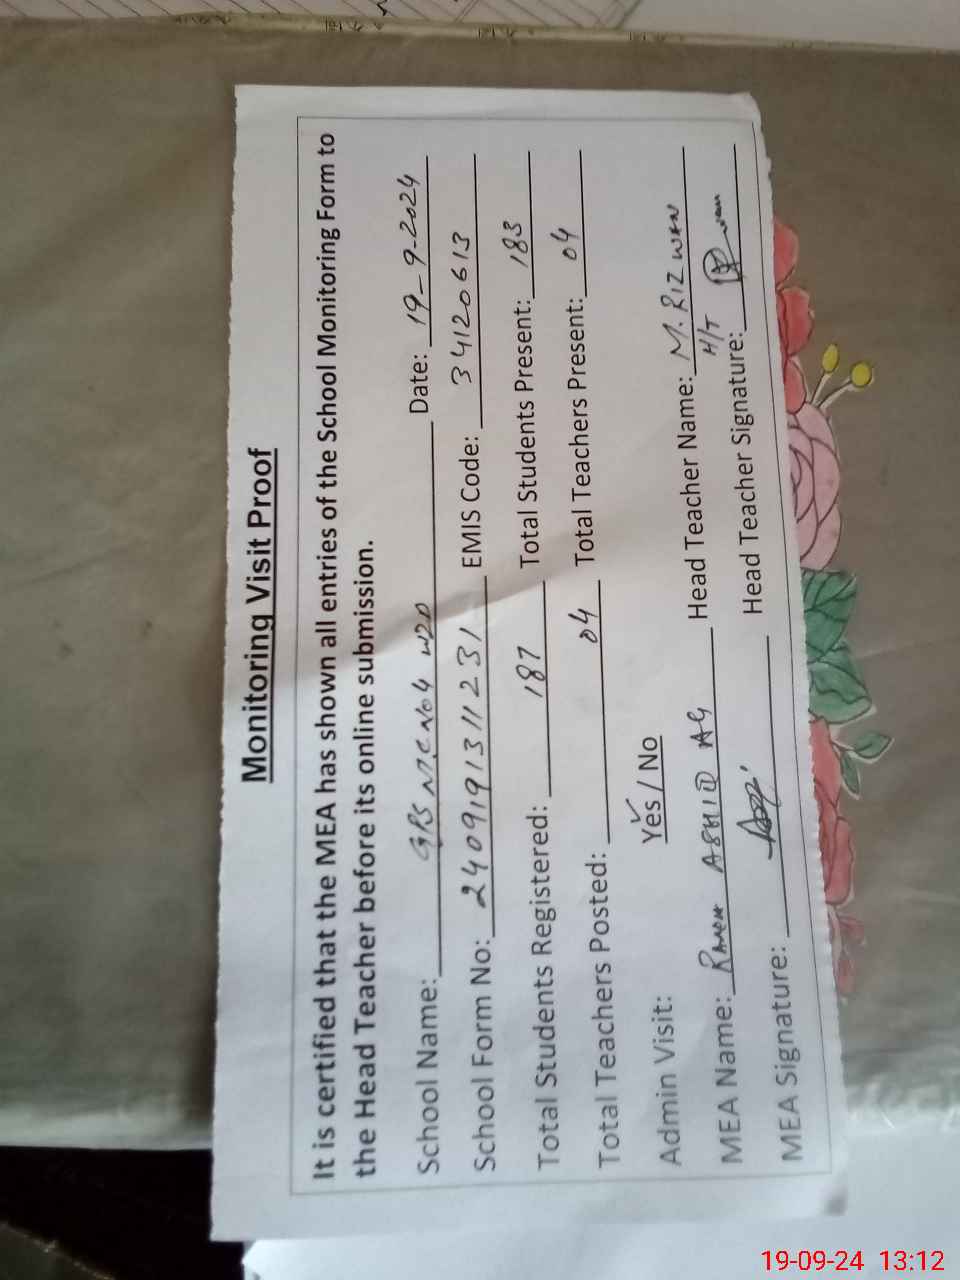 Monitoring Visit Proof
It is certified that the MEA has shown all entries of the School Monitoring Form to
the Head Teacher before its online submission.
School Name: GPS M.C No 4 WZD Date: 19-9-2024
School Form No: 240919131123 1 EMIS Code: 34120613
Total Students Registered: 187 Total Students Present: 183
Total Teachers Posted: 04 Total Teachers Present: 04
Admin Visit: Yes / No
MEA Name: Head Teacher Name: M. RIZWAN
H/T
MEA Signature: Head Teacher Signature:
19-09-24 13:12